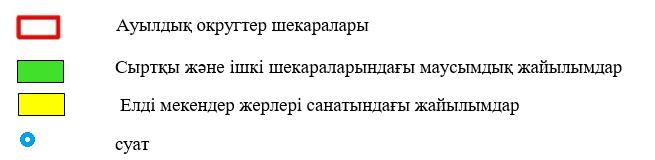 Ауылдық округтер шекаралары
Сыртқы және ішкі шекараларындағы маусымдық жайылымдар
Елді мекендер жерлері санатындағы жайылымдар
суат